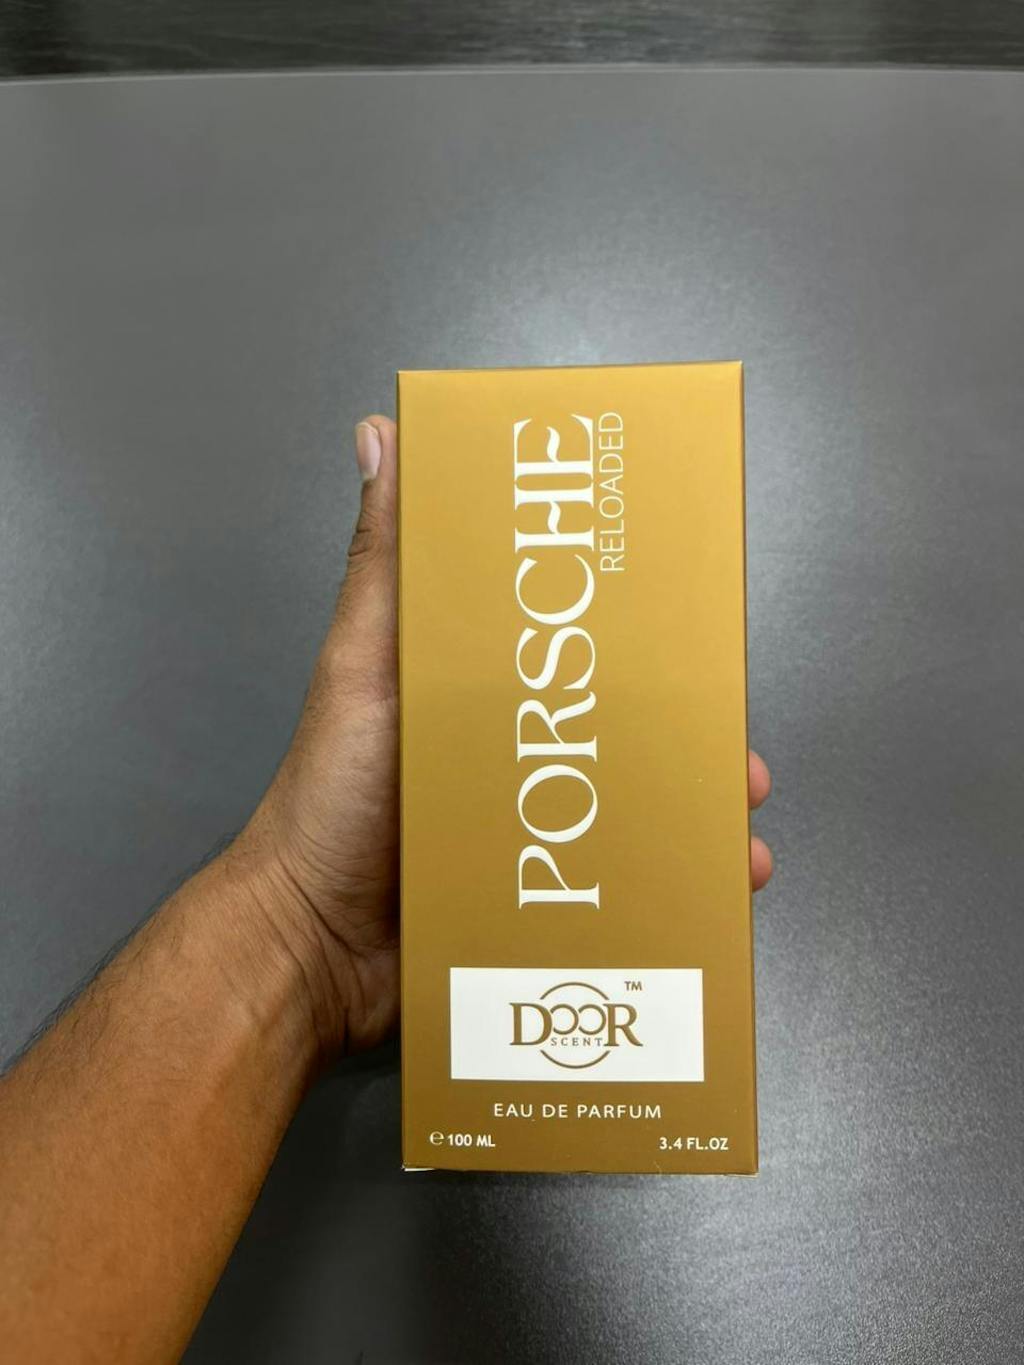 PORSCHE
RELOADED
DOOR
SCENT
TM
EAU DE PARFUM
℮ 100 ML
3.4 FL.OZ